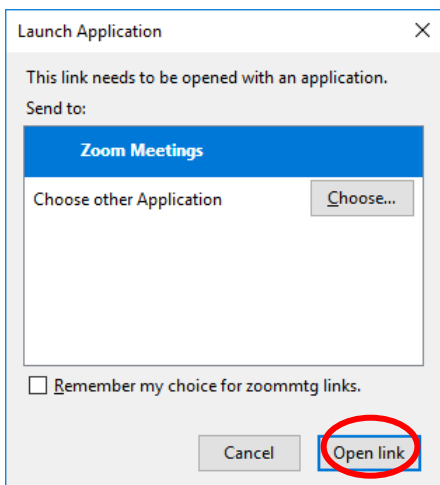 Launch Application
This link needs to be opened with an application.
Send to:
Zoom Meetings
Choose other Application
Choose...
Remember my choice for zoommtg links.
Cancel
Open link